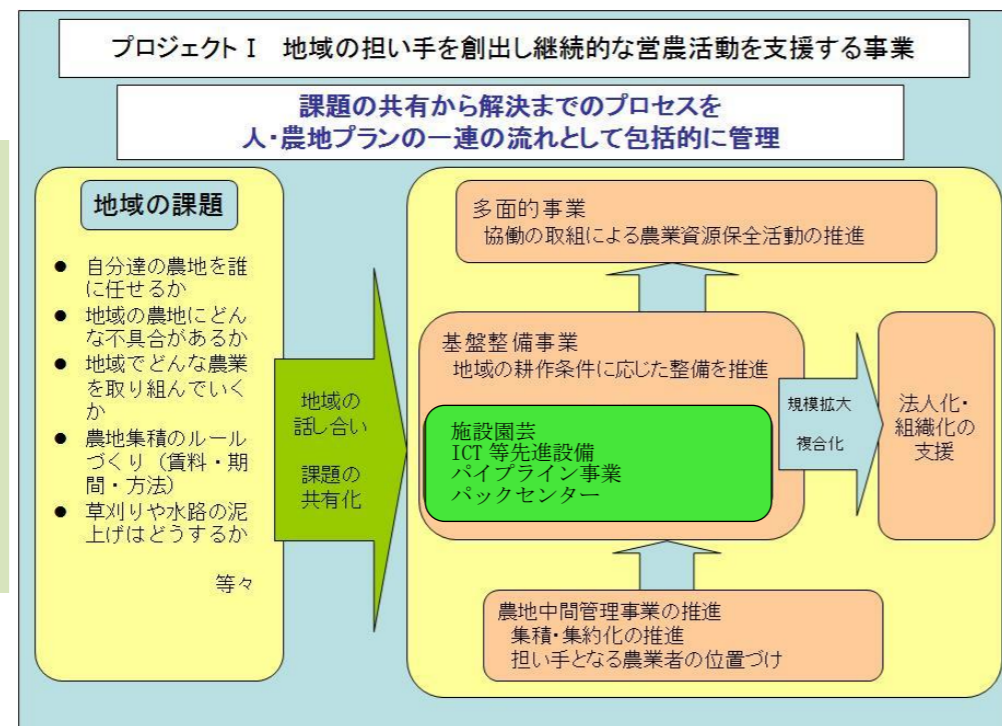 プロジェクトⅠ 地域の担い手を創出し継続的な営農活動を支援する事業
課題の共有から解決までのプロセスを
人・農地プランの一連の流れとして包括的に管理
地域の課題
● 自分達の農地を誰
に任せるか
● 地域の農地にどん
な不具合があるか
● 地域でどんな農業
を取り組んでいく
か
● 農地集積のルール
づくり（賃料・期
間・方法）
● 草刈りや水路の泥
上げはどうするか
等々
地域の
話し合い
課題の
共有化
多面的事業
協働の取組による農業資源保全活動の推進
基盤整備事業
地域の耕作条件に応じた整備を推進
施設園芸
ICT 等先進設備
パイプライン事業
パックセンター
規模拡大
複合化
法人化・
組織化の
支援
農地中間管理事業の推進
集積・集約化の推進
担い手となる農業者の位置づけ